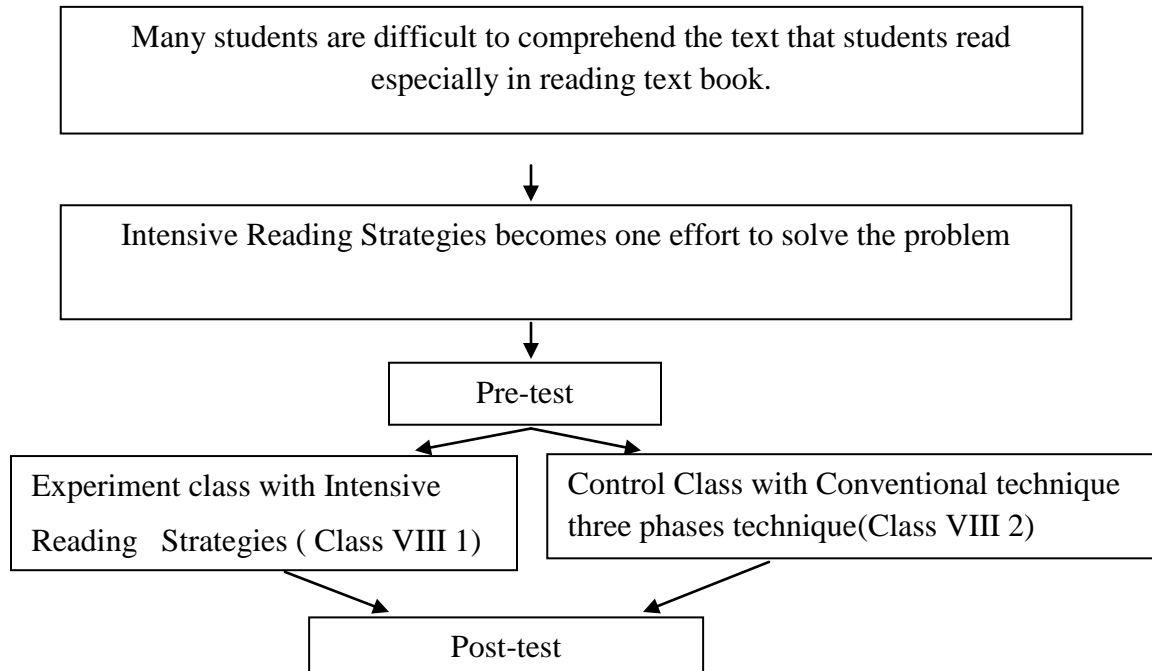 Many students are difficult to comprehend the text that students read
especially in reading text book.
Intensive Reading Strategies becomes one effort to solve the problem
Pre-test
Experiment class with Intensive
Reading Strategies ( Class VIII 1)
Control Class with Conventional technique
three phases technique(Class VIII 2)
Post-test